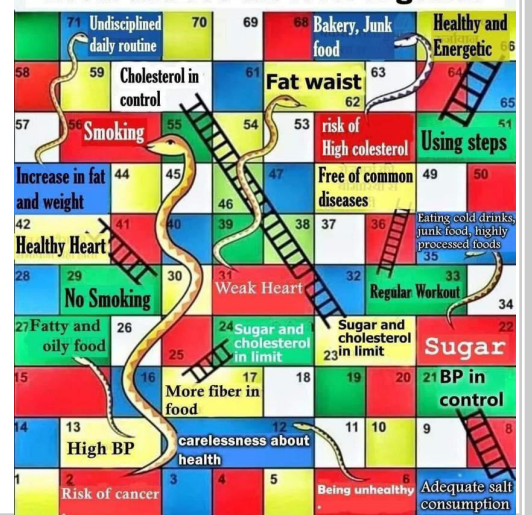 71 Undisciplined
daily routine
70
69
68 Bakery, Junk
food
Healthy and
Energetic
66
58
59
Cholesterol in
control
61
Fat waist
62
63
64
65
57
56 Smoking
55
54
53
risk of
High colesterol
51
Using steps
Increase in fat
and weight
44
45
46
47
Free of common
diseases
49
50
42
Healthy Heart
41
40
39
38
37
36
Eating cold drinks,
junk food, highly
processed foods
35
28
29
No Smoking
30
31
Weak Heart
32
33
Regular Workout
34
27 Fatty and
oily food
26
25
24 Sugar and
cholesterol
in limit
Sugar and
cholesterol
23 in limit
22
Sugar
15
16
17
More fiber in
food
18
19
20
21 BP in
control
14
13
High BP
12
carelessness about
health
11
10
9
8
1
2
Risk of cancer
3
4
5
6
Being unhealthy
Adequate salt
consumption